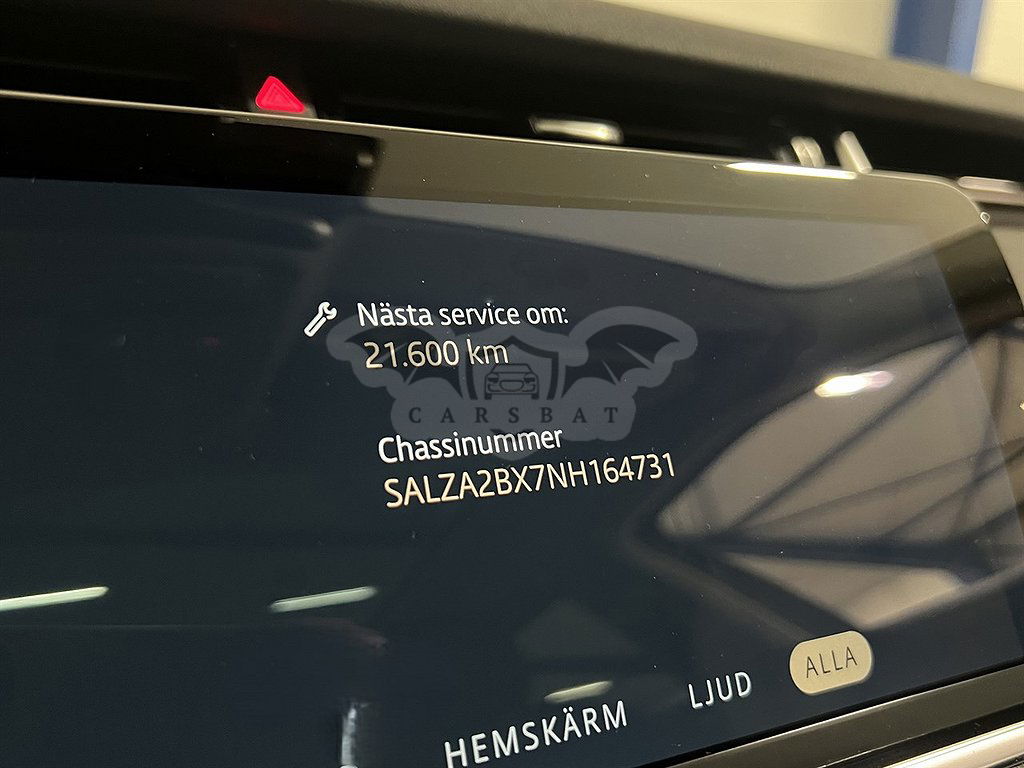 Nästa service om:
21.600 km
CARSBAT
Chassinummer
SALZA2BX7NH164731
HEMSKÄRM
LJUD
ALLA